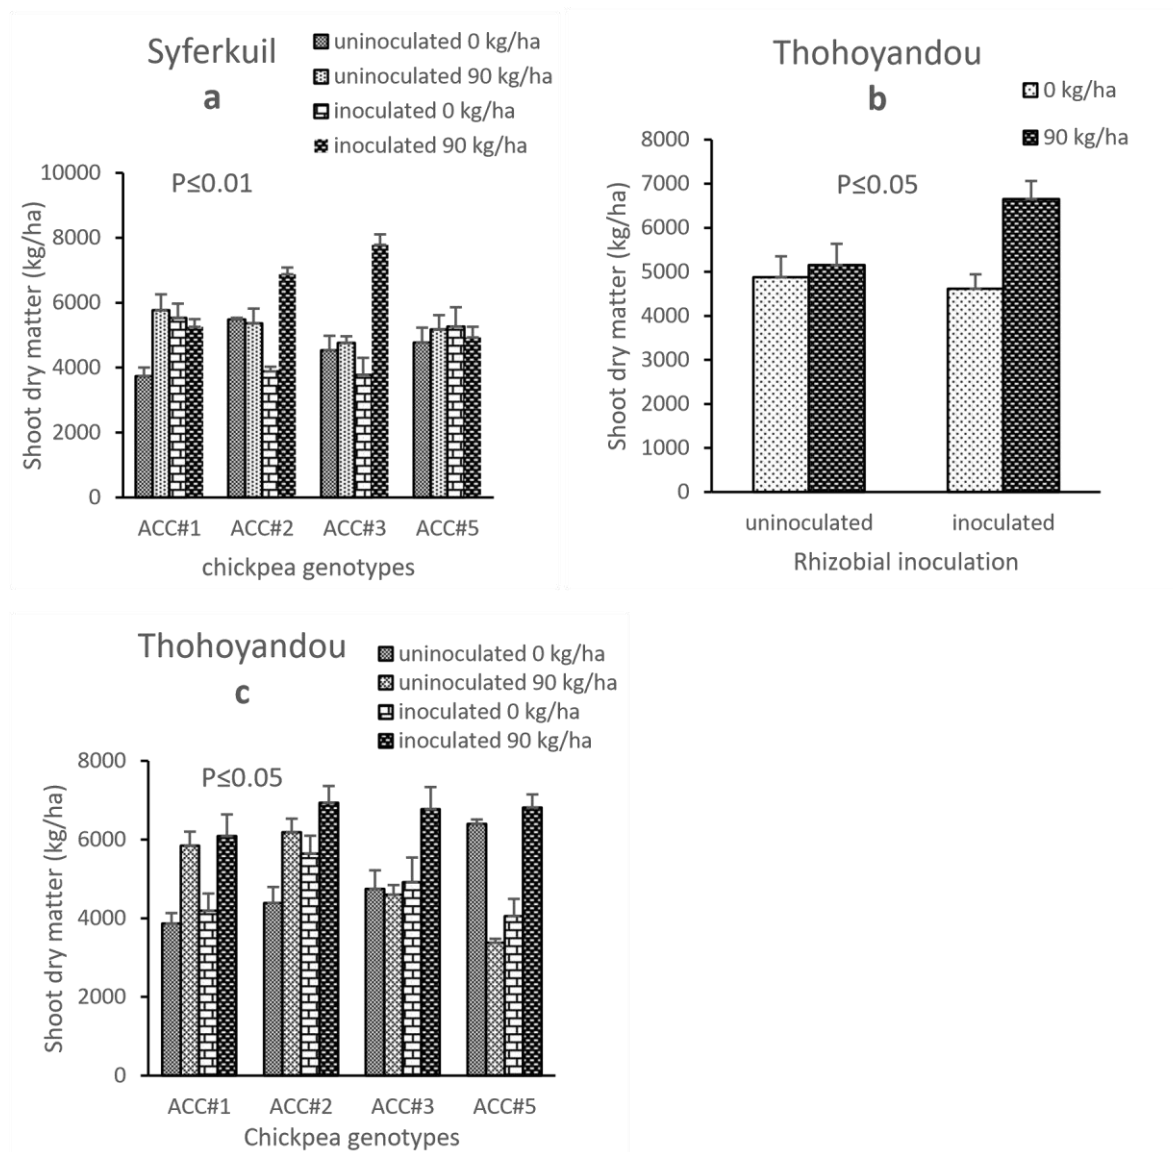 Syferkuil
a
uninoculated 0 kg/ha
uninoculated 90 kg/ha
inoculated 0 kg/ha
inoculated 90 kg/ha
P≤0.01
Shoot dry matter (kg/ha)
10000
8000
6000
4000
2000
0
ACC#1 ACC#2 ACC#3 ACC#5
chickpea genotypes
Thohoyandou
b
0 kg/ha
90 kg/ha
P≤0.05
Shoot dry matter (kg/ha)
8000
7000
6000
5000
4000
3000
2000
1000
0
uninoculated inoculated
Rhizobial inoculation
Thohoyandou
c
uninoculated 0 kg/ha
uninoculated 90 kg/ha
inoculated 0 kg/ha
inoculated 90 kg/ha
P≤0.05
Shoot dry matter (kg/ha)
8000
6000
4000
2000
0
ACC#1 ACC#2 ACC#3 ACC#5
Chickpea genotypes